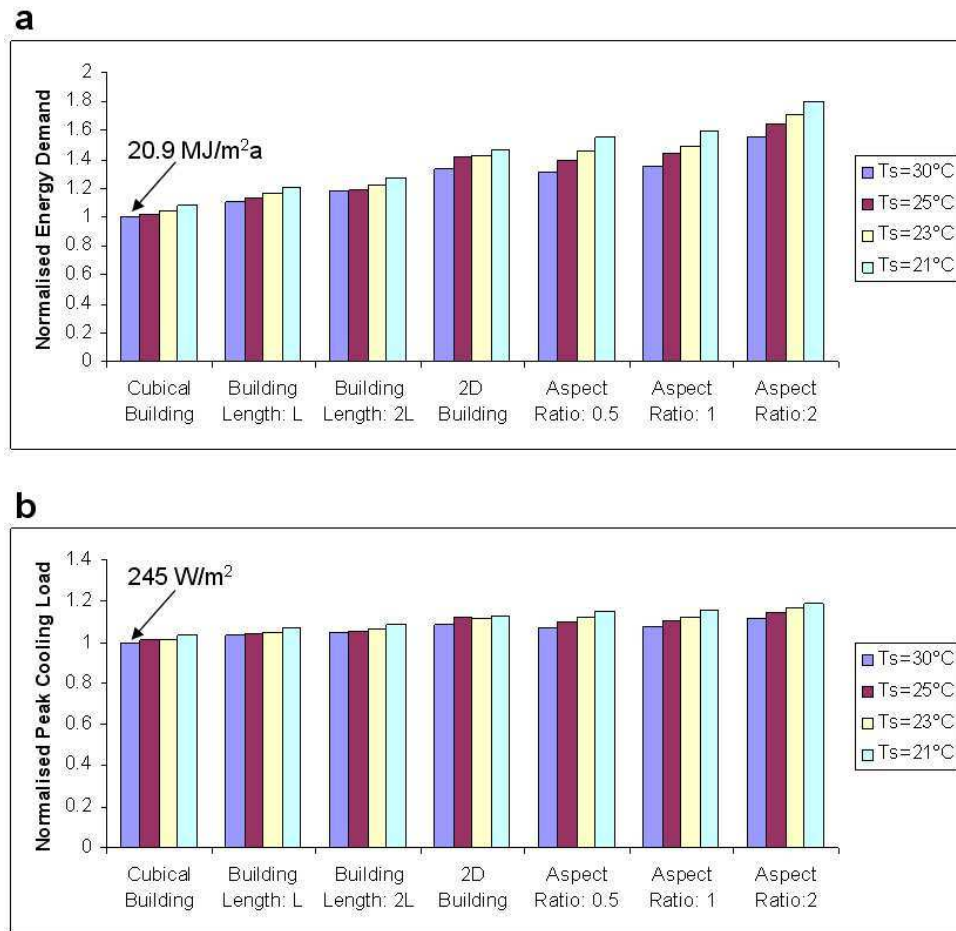 a
Normalised Energy Demand
2
1.8
1.6
1.4
1.2
1
0.8
0.6
0.4
0.2
0
20.9 MJ/m²a
Cubical Building
Building Length: L
Building Length: 2L
2D Building
Aspect Ratio: 0.5
Aspect Ratio: 1
Aspect Ratio:2
Ts=30°C
Ts=25°C
Ts=23°C
Ts=21°C
b
Normalised Peak Cooling Load
1.4
1.2
1
0.8
0.6
0.4
0.2
0
245 W/m²
Cubical Building
Building Length: L
Building Length: 2L
2D Building
Aspect Ratio: 0.5
Aspect Ratio: 1
Aspect Ratio:2
Ts=30°C
Ts=25°C
Ts=23°C
Ts=21°C